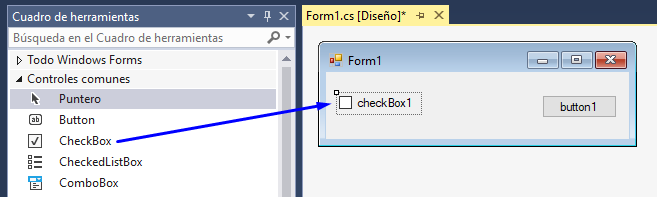 Cuadro de herramientas
Búsqueda en el Cuadro de herramientas
Todo Windows Forms
Controles comunes
Puntero
ab
Button
CheckBox
CheckedListBox
ComboBox
Form1.cs [Diseño]*
Form1
checkBox1
button1